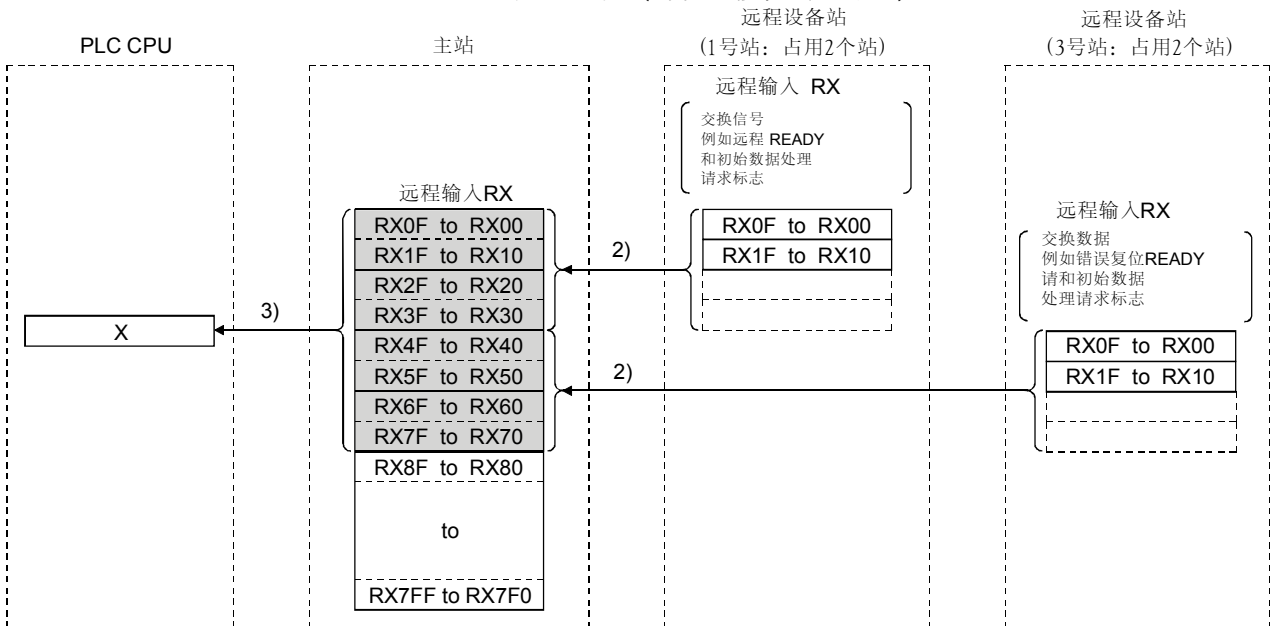 远程设备站
(1号站：占用2个站)
远程设备站
(3号站：占用2个站)
PLC CPU
主站
远程输入 RX
交换信号
例如远程 READY
和初始数据处理
请求标志
远程输入RX
RX0F to RX00
RX1F to RX10
RX2F to RX20
RX3F to RX30
RX4F to RX40
RX5F to RX50
RX6F to RX60
RX7F to RX70
RX8F to RX80
to
RX7FF to RX7F0
RX0F to RX00
RX1F to RX10
2)
3)
X
2)
远程输入RX
交换数据
例如错误复位READY
请和初始数据
处理请求标志
RX0F to RX00
RX1F to RX10